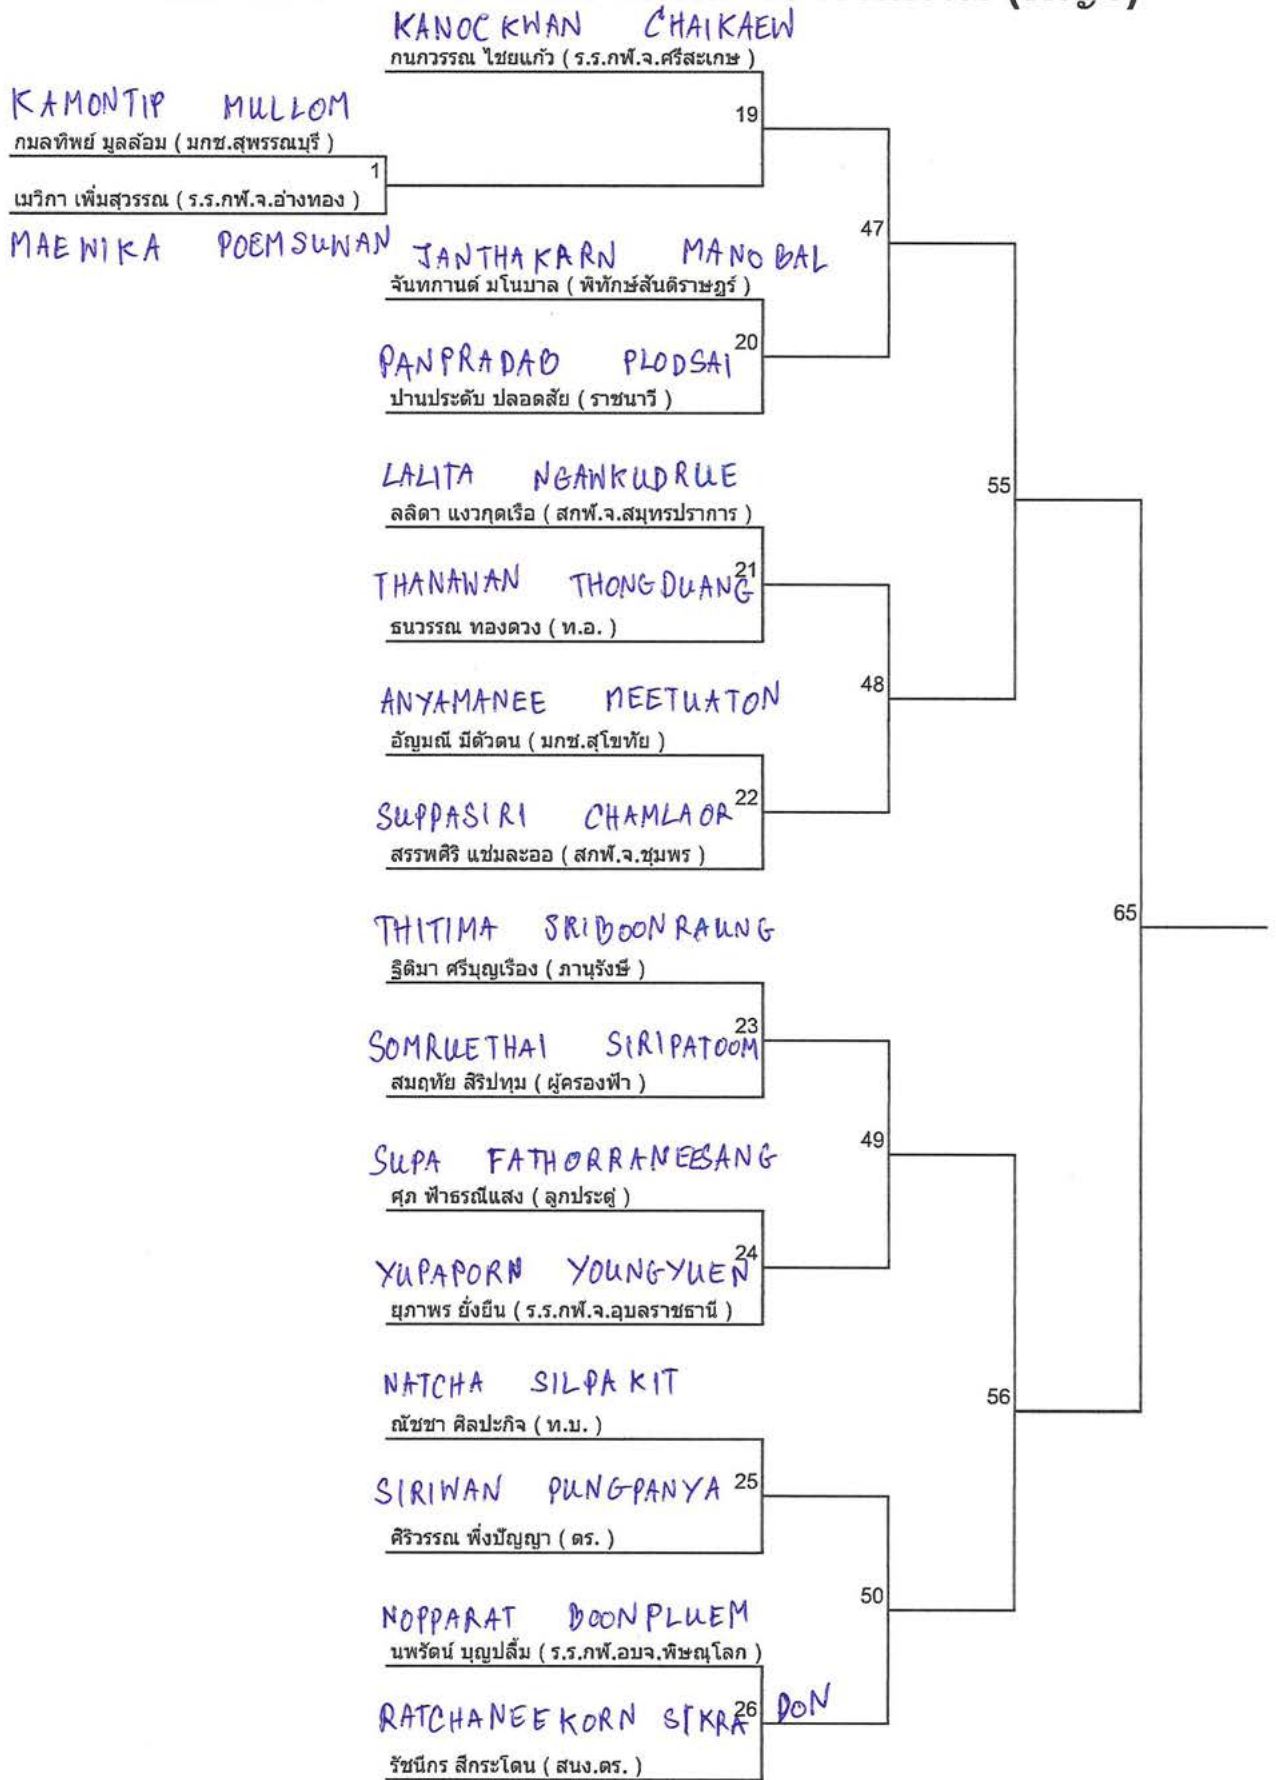 KANOCKWAN CHAIKAEW
กนกวรรณ ไชยแก้ว ( ร.ร.กฬ.จ.ศรีสะเกษ )
19
KAMONTIP MULLOM
กมลทิพย์ มูลล้อม ( มกช.สุพรรณบุรี )
1
เมวิกา เพิ่มสุวรรณ ( ร.ร.กฬ.จ.อ่างทอง )
MAEWIKA POEMSUWAN
47
JANTHAKARN MANOBAL
จันทกานต์ มโนบาล ( พิทักษ์สันติราษฎร์ )
20
PANPRADAB PLODSAI
ปานประดับ ปลอดสัย ( ราชนาวี )
LALITA NGAWKUDRUE
55
ลลิตา แงวกุดเรือ ( สกฬ.จ.สมุทรปราการ )
21
THANAWAN THONGDUANG
ธนวรรณ ทองดวง ( ท.อ. )
48
ANYAMANEE MEETUATON
อัญมณี มีตัวตน ( มกช.สุโขทัย )
22
SUPPASIRI CHAMLAOR
สรรพศิริ แช่มละออ ( สกฬ.จ.ชุมพร )
65
THITIMA SRIBOONRAUNG
ฐิติมา ศรีบุญเรือง ( ภานุรังษี )
23
SOMRUETHAI SIRIPATOOM
สมฤทัย สิริปทุม ( ผู้ครองฟ้า )
49
SUPA FATHORRANEESANG
ศุภ ฟ้าธรณีแสง ( ลูกประดู่ )
24
YUPAPORN YOUNGYUEN
ยุภาพร ยั่งยืน ( ร.ร.กฬ.จ.อุบลราชธานี )
NATCHA SILPAKIT
56
ณัชชา ศิลปะกิจ ( ท.บ. )
25
SIRIWAN PUNGPANYA
ศิริวรรณ พึ่งปัญญา ( ตร. )
50
NOPPARAT BOONPLUEM
นพรัตน์ บุญปลื้ม ( ร.ร.กฬ.อบจ.พิษณุโลก )
26
RATCHANEEKORN SIKRADON
รัชนีกร สีกระโดน ( สนง.ตร. )